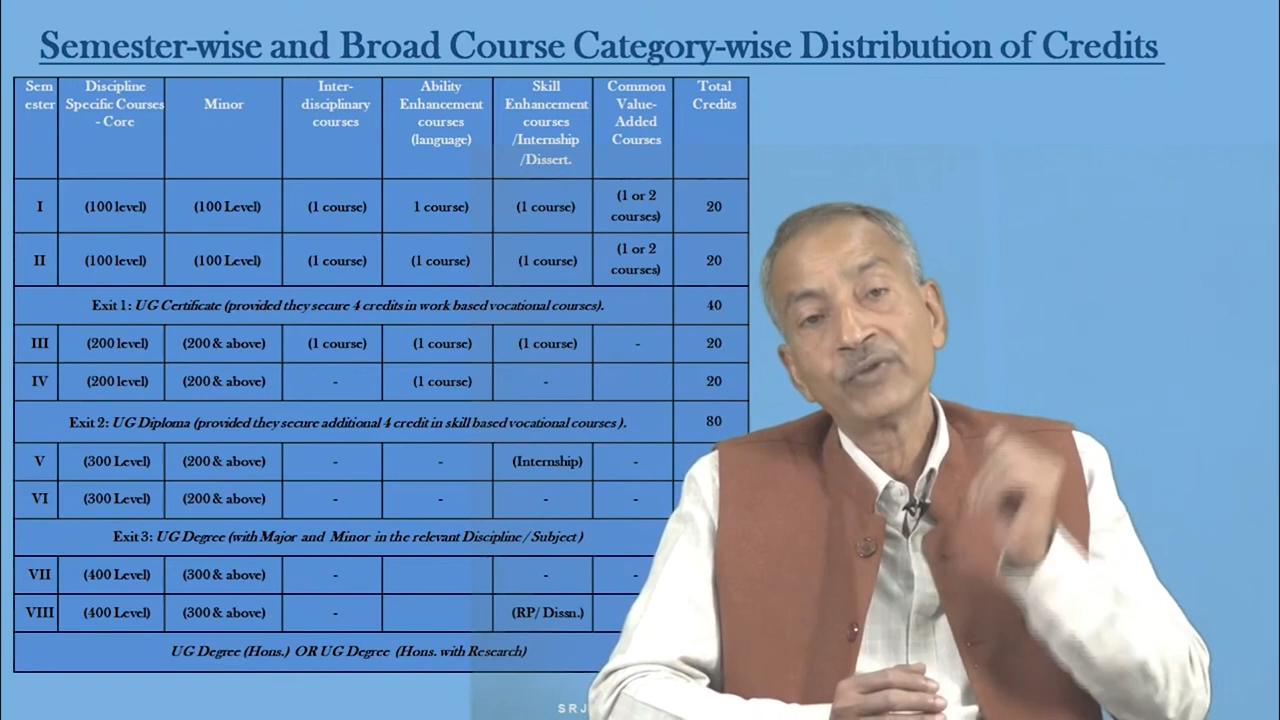 Semester-wise and Broad Course Category-wise Distribution of Credits
Sem ester | Discipline Specific Courses - Core | Minor | Inter-disciplinary courses | Ability Enhancement courses (language) | Skill Enhancement courses /Internship /Dissert. | Common Value-Added Courses | Total Credits
I | (100 level) | (100 Level) | (1 course) | 1 course) | (1 course) | (1 or 2 courses) | 20
II | (100 level) | (100 Level) | (1 course) | (1 course) | (1 course) | (1 or 2 courses) | 20
Exit 1: UG Certificate (provided they secure 4 credits in work based vocational courses). | 40
III | (200 level) | (200 & above) | (1 course) | (1 course) | (1 course) | - | 20
IV | (200 level) | (200 & above) | - | (1 course) | - | | 20
Exit 2: UG Diploma (provided they secure additional 4 credit in skill based vocational courses ). | 80
V | (300 Level) | (200 & above) | - | - | (Internship) | -
VI | (300 Level) | (200 & above) | - | - | - | -
Exit 3: UG Degree (with Major and Minor in the relevant Discipline / Subject )
VII | (400 Level) | (300 & above) | - | | - | -
VIII | (400 Level) | (300 & above) | - | | (RP/ Dissn.)
UG Degree (Hons.) OR UG Degree (Hons. with Research)
SRJ